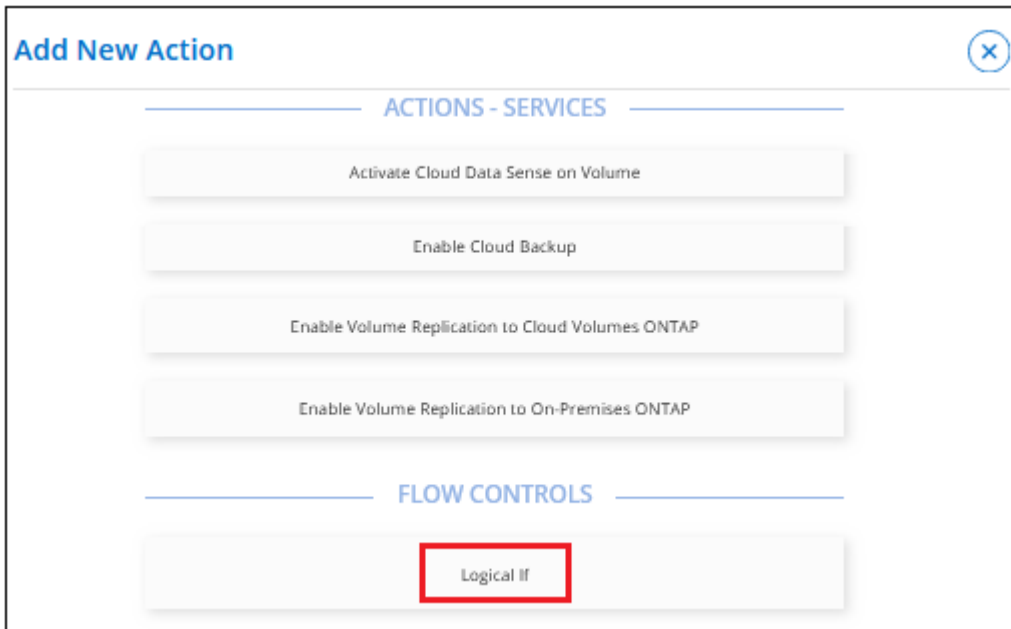 Add New Action
ACTIONS - SERVICES
Activate Cloud Data Sense on Volume
Enable Cloud Backup
Enable Volume Replication to Cloud Volumes ONTAP
Enable Volume Replication to On-Premises ONTAP
FLOW CONTROLS
Logical If